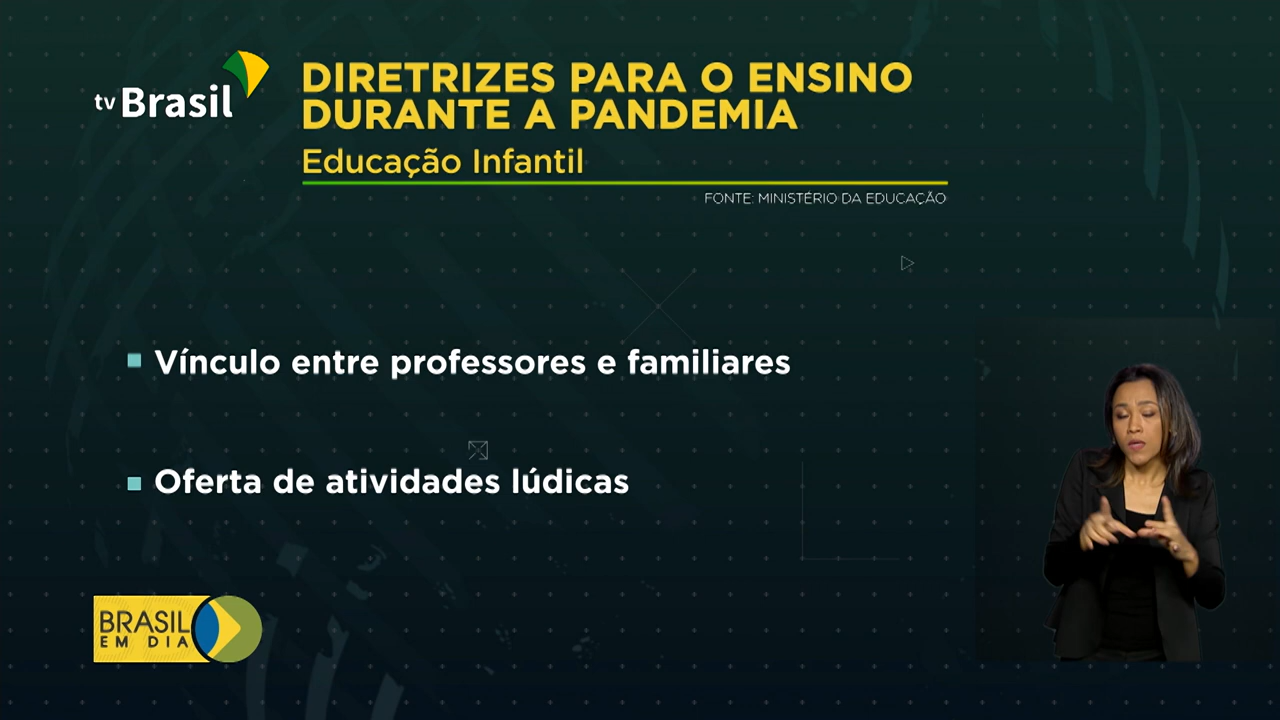 tv Brasil
DIRETRIZES PARA O ENSINO
DURANTE A PANDEMIA
Educação Infantil
FONTE: MINISTÉRIO DA EDUCAÇÃO
Vínculo entre professores e familiares
Oferta de atividades lúdicas
BRASIL
EM DIA